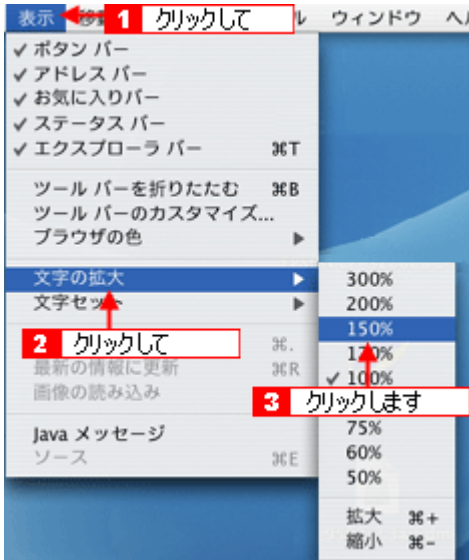 表示 1 クリックして ル ウィンドウ
✓ ボタン バー
✓ アドレス バー
✓ お気に入りバー
✓ ステータス バー
✓ エクスプローラ バー ⌘T
ツール バーを折りたたむ ⌘B
ツール バーのカスタマイズ...
ブラウザの色 ▶
文字の拡大 ▶
文字セット ▶
2 クリックして ⌘.
最新の情報に更新 ⌘R
画像の読み込み
Java メッセージ
ソース ⌘E
300%
200%
150%
120%
✓ 100%
3 クリックします
75%
60%
50%
拡大 ⌘+
縮小 ⌘-